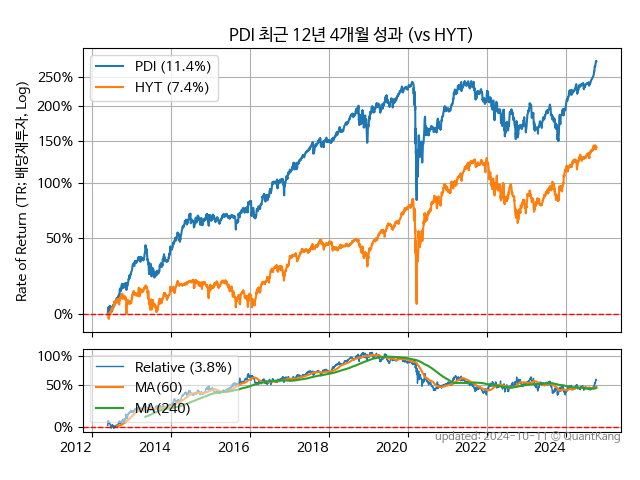 PDI 최근 12년 4개월 성과 (vs HYT)
Rate of Return (TR: 배당재투자, Log)
250%
200%
150%
100%
50%
0%
PDI (11.4%)
HYT (7.4%)
100%
50%
0%
Relative (3.8%)
MA(60)
MA(240)
2012 2014 2016 2018 2020 2022 2024
updated: 2024-10-11 © QuantKang